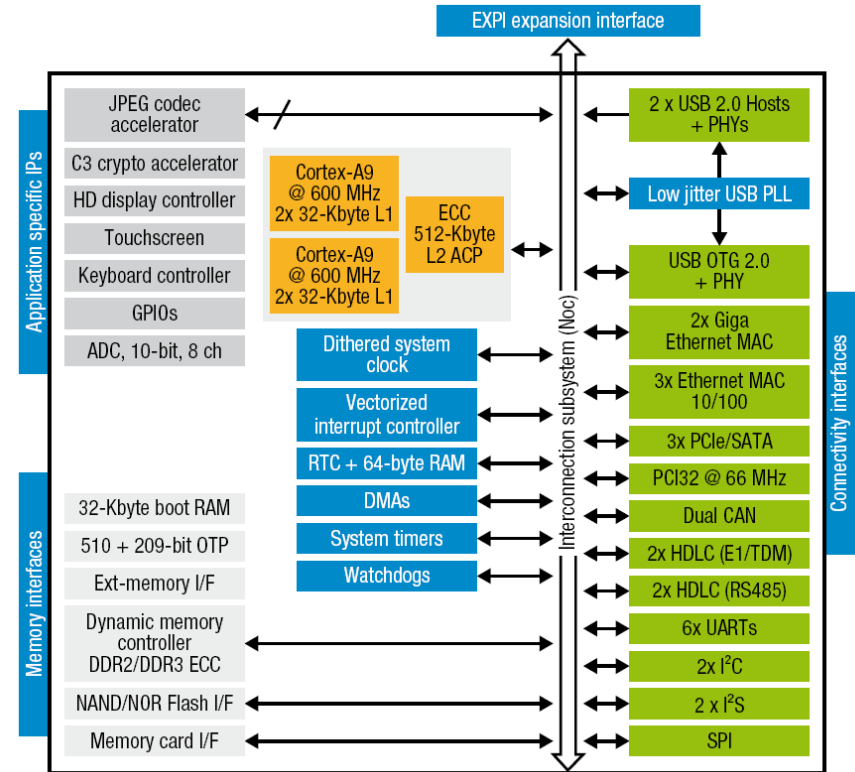 EXPI expansion interface
Application specific IPs
JPEG codec
accelerator
C3 crypto accelerator
HD display controller
Touchscreen
Keyboard controller
GPIOs
ADC, 10-bit, 8 ch
Memory interfaces
32-Kbyte boot RAM
510 + 209-bit OTP
Ext-memory I/F
Dynamic memory
controller
DDR2/DDR3 ECC
NAND/NOR Flash I/F
Memory card I/F
Cortex-A9
@ 600 MHz
2x 32-Kbyte L1
Cortex-A9
@ 600 MHz
2x 32-Kbyte L1
ECC
512-Kbyte
L2 ACP
Dithered system
clock
Vectorized
interrupt controller
RTC + 64-byte RAM
DMAs
System timers
Watchdogs
Interconnection subsystem (Noc)
2 x USB 2.0 Hosts
+ PHYs
Low jitter USB PLL
USB OTG 2.0
+ PHY
2x Giga
Ethernet MAC
3x Ethernet MAC
10/100
3x PCIe/SATA
PCI32 @ 66 MHz
Dual CAN
2x HDLC (E1/TDM)
2x HDLC (RS485)
6x UARTs
2x I²C
2 x I²S
SPI
Connectivity interfaces